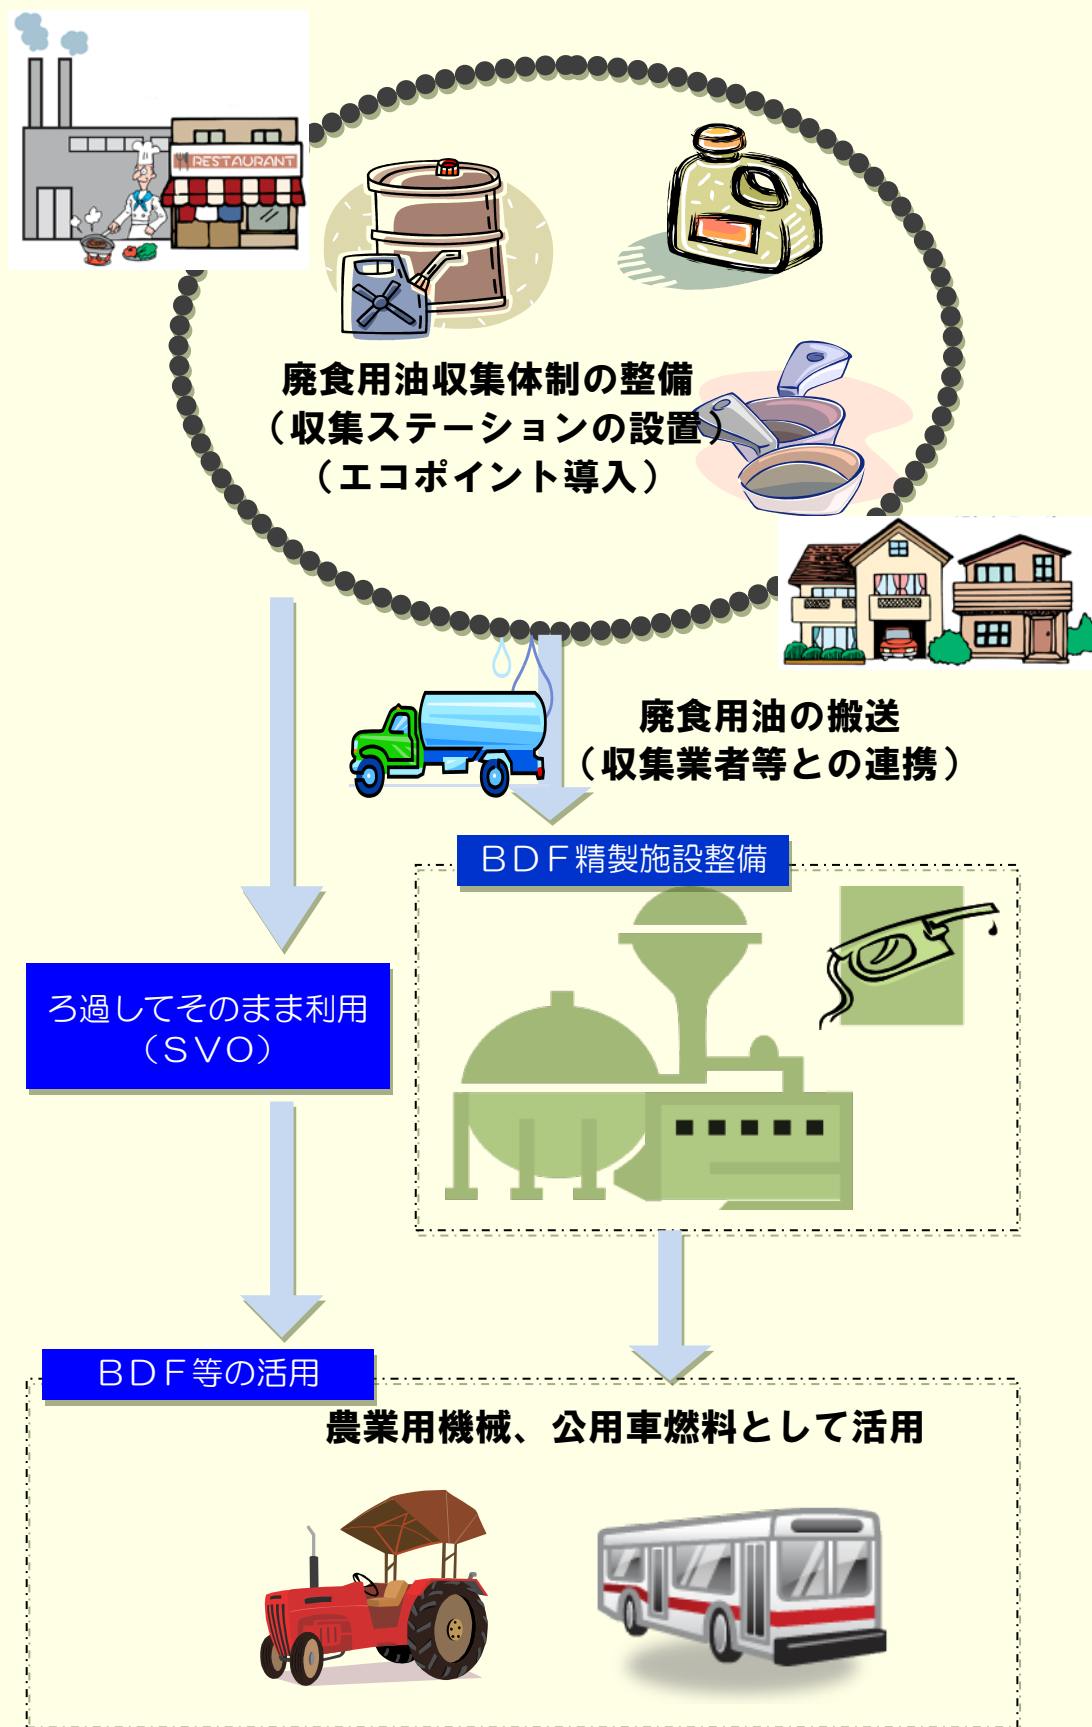 RESTAURANT
廃食用油収集体制の整備
（収集ステーションの設置）
（エコポイント導入）
廃食用油の搬送
（収集業者等との連携）
ＢＤＦ精製施設整備
ろ過してそのまま利用
（ＳＶＯ）
ＢＤＦ等の活用
農業用機械、公用車燃料として活用